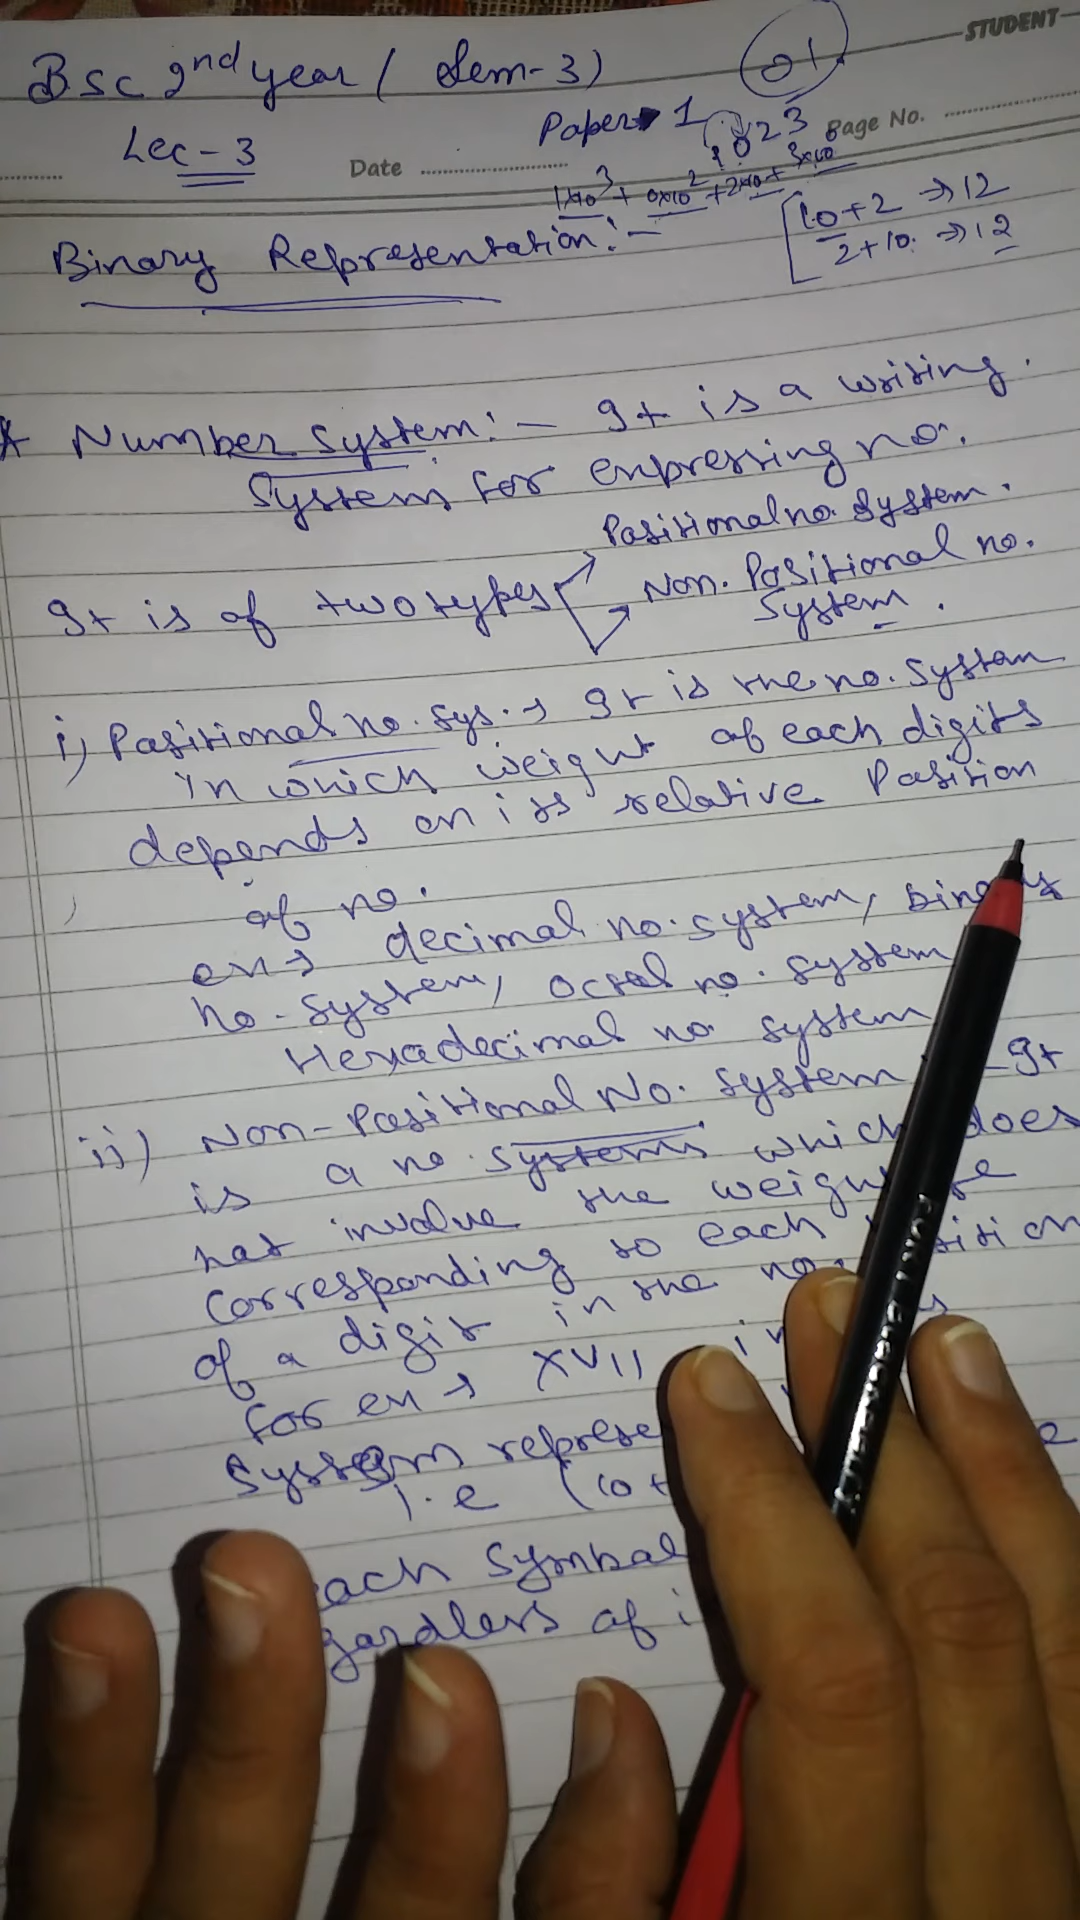 STUDENT
01
BSc 2nd year ( Sem-3)
Paper 1
Lec-3
Date
Page No.
1023
1×10³ + 0×10² + 2×10 + 3×10⁰
10+2 → 12
2+10. → 12
Binary Representation:-
* Number System:- It is a writing.
System for expressing no.
Positional no. System.
It is of two types
Non. Positional no.
System.
i) Positional no. Sys. → It is the no. System
in which weight of each digits
depends on its relative Position
of no.
ex → decimal no. system, Binary
no. System, octal no. system
Hexadecimal no system
ii) Non-Positional No. System - It
is a no. systems which does
not involve the
corresponding to each
of a digit in the no.
for ex → XVII
System
i.e (10+
Symbol
of